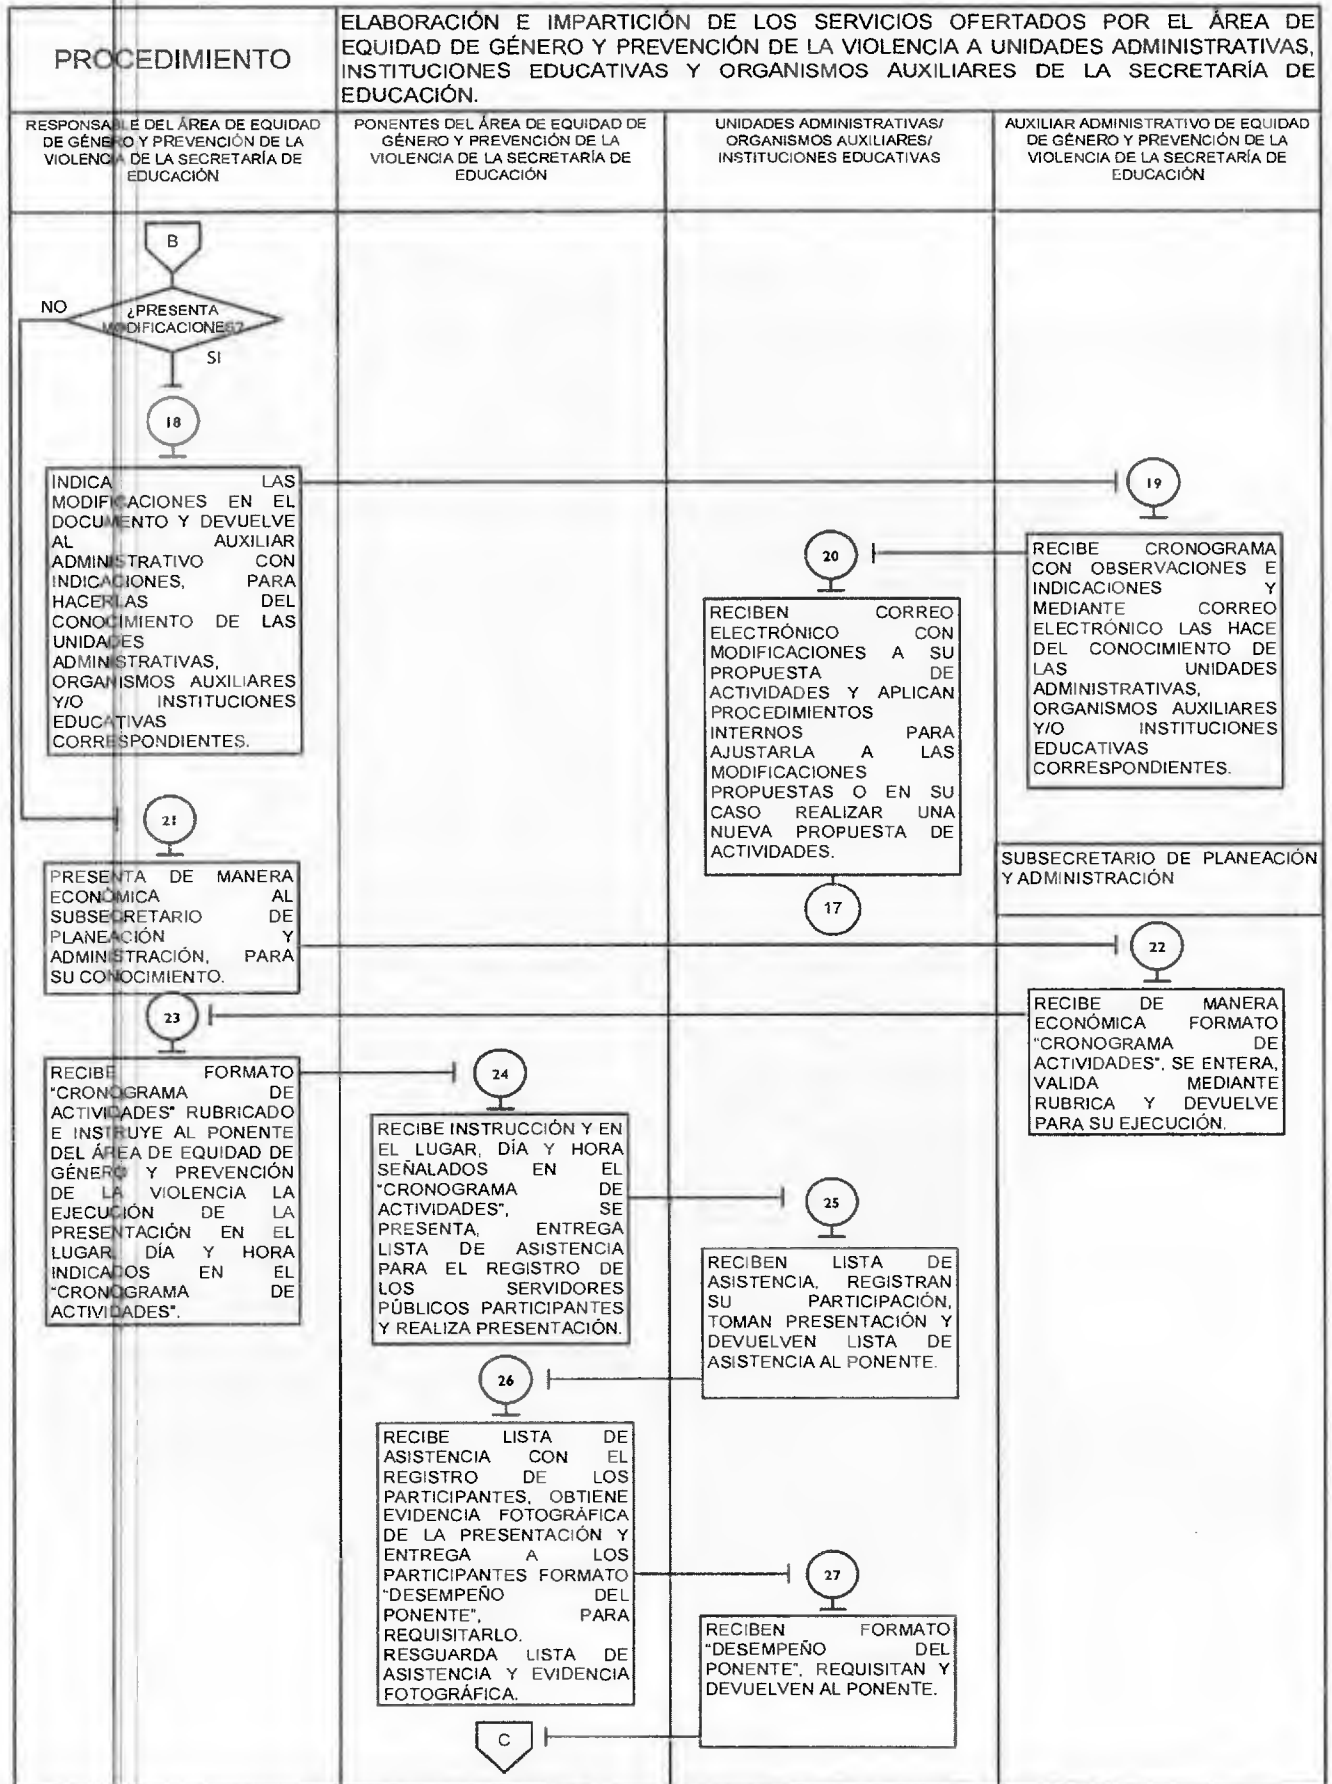 PROCEDIMIENTO
ELABORACIÓN E IMPARTICIÓN DE LOS SERVICIOS OFERTADOS POR EL ÁREA DE
EQUIDAD DE GÉNERO Y PREVENCIÓN DE LA VIOLENCIA A UNIDADES ADMINISTRATIVAS,
INSTITUCIONES EDUCATIVAS Y ORGANISMOS AUXILIARES DE LA SECRETARÍA DE
EDUCACIÓN.
RESPONSABLE DEL ÁREA DE EQUIDAD
DE GÉNERO Y PREVENCIÓN DE LA
VIOLENCIA DE LA SECRETARÍA DE
EDUCACIÓN
PONENTES DEL ÁREA DE EQUIDAD DE
GÉNERO Y PREVENCIÓN DE LA
VIOLENCIA DE LA SECRETARÍA DE
EDUCACIÓN
UNIDADES ADMINISTRATIVAS/
ORGANISMOS AUXILIARES/
INSTITUCIONES EDUCATIVAS
AUXILIAR ADMINISTRATIVO DE EQUIDAD
DE GÉNERO Y PREVENCIÓN DE LA
VIOLENCIA DE LA SECRETARÍA DE
EDUCACIÓN
B
NO
¿PRESENTA
MODIFICACIONES?
SI
18
INDICA LAS
MODIFICACIONES EN EL
DOCUMENTO Y DEVUELVE
AL AUXILIAR
ADMINISTRATIVO CON
INDICACIONES, PARA
HACERLAS DEL
CONOCIMIENTO DE LAS
UNIDADES
ADMINISTRATIVAS,
ORGANISMOS AUXILIARES
Y/O INSTITUCIONES
EDUCATIVAS
CORRESPONDIENTES.
19
RECIBE CRONOGRAMA
CON OBSERVACIONES E
INDICACIONES Y
MEDIANTE CORREO
ELECTRÓNICO LAS HACE
DEL CONOCIMIENTO DE
LAS UNIDADES
ADMINISTRATIVAS,
ORGANISMOS AUXILIARES
Y/O INSTITUCIONES
EDUCATIVAS
CORRESPONDIENTES.
20
RECIBEN CORREO
ELECTRÓNICO CON
MODIFICACIONES A SU
PROPUESTA DE
ACTIVIDADES Y APLICAN
PROCEDIMIENTOS
INTERNOS PARA
AJUSTARLA A LAS
MODIFICACIONES
PROPUESTAS O EN SU
CASO REALIZAR UNA
NUEVA PROPUESTA DE
ACTIVIDADES.
17
21
PRESENTA DE MANERA
ECONÓMICA AL
SUBSECRETARIO DE
PLANEACIÓN Y
ADMINISTRACIÓN, PARA
SU CONOCIMIENTO.
SUBSECRETARIO DE PLANEACIÓN
Y ADMINISTRACIÓN
22
RECIBE DE MANERA
ECONÓMICA FORMATO
"CRONOGRAMA DE
ACTIVIDADES", SE ENTERA,
VALIDA MEDIANTE
RUBRICA Y DEVUELVE
PARA SU EJECUCIÓN.
23
RECIBE FORMATO
"CRONOGRAMA DE
ACTIVIDADES" RUBRICADO
E INSTRUYE AL PONENTE
DEL ÁREA DE EQUIDAD DE
GÉNERO Y PREVENCIÓN
DE LA VIOLENCIA LA
EJECUCIÓN DE LA
PRESENTACIÓN EN EL
LUGAR, DÍA Y HORA
INDICADOS EN EL
"CRONOGRAMA DE
ACTIVIDADES".
24
RECIBE INSTRUCCIÓN Y EN
EL LUGAR, DÍA Y HORA
SEÑALADOS EN EL
"CRONOGRAMA DE
ACTIVIDADES", SE
PRESENTA, ENTREGA
LISTA DE ASISTENCIA
PARA EL REGISTRO DE
LOS SERVIDORES
PÚBLICOS PARTICIPANTES
Y REALIZA PRESENTACIÓN.
25
RECIBEN LISTA DE
ASISTENCIA, REGISTRAN
SU PARTICIPACIÓN,
TOMAN PRESENTACIÓN Y
DEVUELVEN LISTA DE
ASISTENCIA AL PONENTE.
26
RECIBE LISTA DE
ASISTENCIA CON EL
REGISTRO DE LOS
PARTICIPANTES, OBTIENE
EVIDENCIA FOTOGRÁFICA
DE LA PRESENTACIÓN Y
ENTREGA A LOS
PARTICIPANTES FORMATO
"DESEMPEÑO DEL
PONENTE", PARA
REQUISITARLO.
RESGUARDA LISTA DE
ASISTENCIA Y EVIDENCIA
FOTOGRÁFICA.
27
RECIBEN FORMATO
"DESEMPEÑO DEL
PONENTE", REQUISITAN Y
DEVUELVEN AL PONENTE.
C